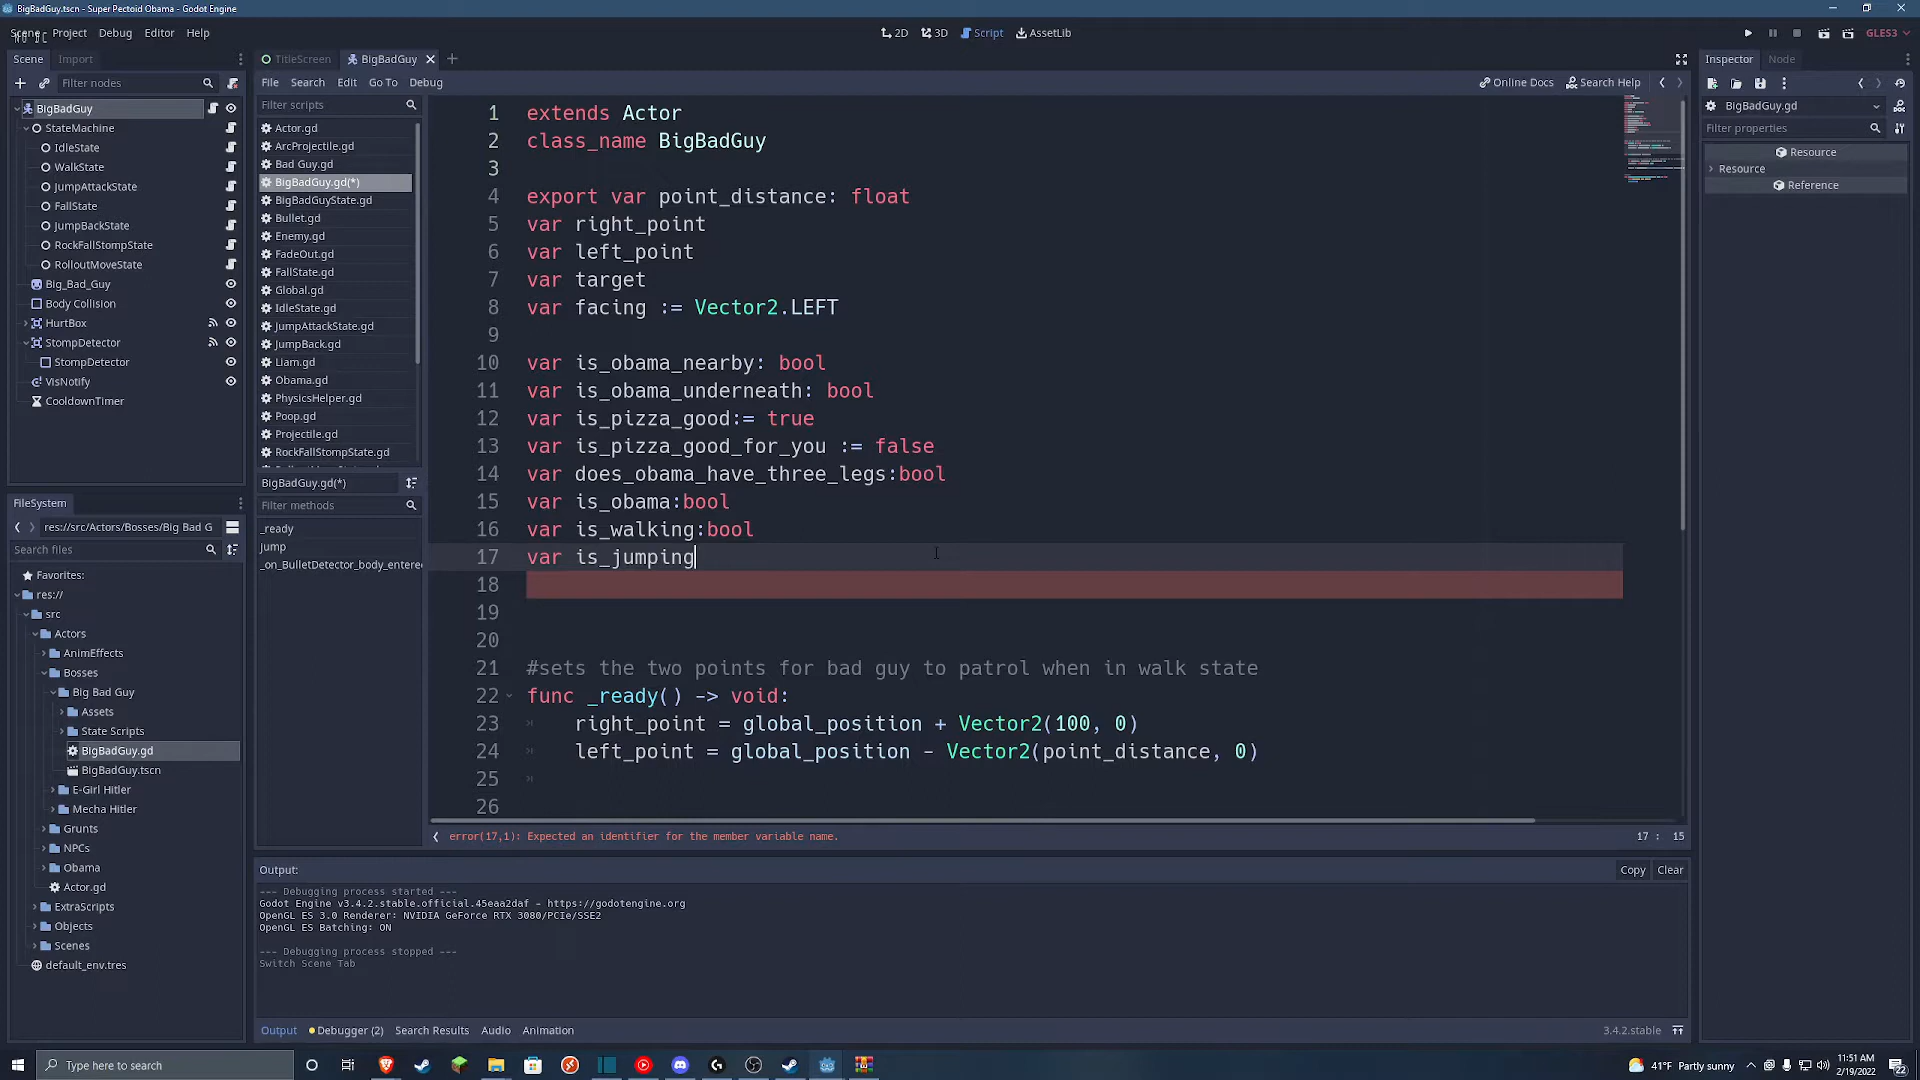 BigBadGuy.tscn - Super Pectoid Obama - Godot Engine
Scene Project Debug Editor Help
2D 3D Script AssetLib
GLES3
Scene Import
Filter nodes
BigBadGuy
StateMachine
IdleState
WalkState
JumpAttackState
FallState
JumpBackState
RockFallStompState
RolloutMoveState
Big_Bad_Guy
Body Collision
HurtBox
StompDetector
StompDetector
VisNotify
CooldownTimer
FileSystem
res://src/Actors/Bosses/Big Bad G
Search files
Favorites:
res://
src
Actors
AnimEffects
Bosses
Big Bad Guy
Assets
State Scripts
BigBadGuy.gd
BigBadGuy.tscn
E-Girl Hitler
Mecha Hitler
Grunts
NPCs
Obama
Actor.gd
ExtraScripts
Objects
Scenes
default_env.tres
TitleScreen BigBadGuy
File Search Edit Go To Debug
Online Docs Search Help
Filter scripts
Actor.gd
ArcProjectile.gd
Bad Guy.gd
BigBadGuy.gd(*)
BigBadGuyState.gd
Bullet.gd
Enemy.gd
FadeOut.gd
FallState.gd
Global.gd
IdleState.gd
JumpAttackState.gd
JumpBack.gd
Liam.gd
Obama.gd
PhysicsHelper.gd
Poop.gd
Projectile.gd
RockFallStompState.gd
BigBadGuy.gd(*)
Filter methods
_ready
jump
_on_BulletDetector_body_entere
1 extends Actor
2 class_name BigBadGuy
3
4 export var point_distance: float
5 var right_point
6 var left_point
7 var target
8 var facing := Vector2.LEFT
9
10 var is_obama_nearby: bool
11 var is_obama_underneath: bool
12 var is_pizza_good:= true
13 var is_pizza_good_for_you := false
14 var does_obama_have_three_legs:bool
15 var is_obama:bool
16 var is_walking:bool
17 var is_jumping
18
19
20
21 #sets the two points for bad guy to patrol when in walk state
22 func _ready() -> void:
23 right_point = global_position + Vector2(100, 0)
24 left_point = global_position - Vector2(point_distance, 0)
25
26
error(17,1): Expected an identifier for the member variable name.
17 : 15
Output:
Copy Clear
--- Debugging process started ---
Godot Engine v3.4.2.stable.official.45eaa2daf - https://godotengine.org
OpenGL ES 3.0 Renderer: NVIDIA GeForce RTX 3080/PCIe/SSE2
OpenGL ES Batching: ON
--- Debugging process stopped ---
Switch Scene Tab
Output Debugger (2) Search Results Audio Animation
3.4.2.stable
Inspector Node
BigBadGuy.gd
Filter properties
Resource
Resource
Reference
Type here to search
41°F Partly sunny
11:51 AM
2/19/2022
22